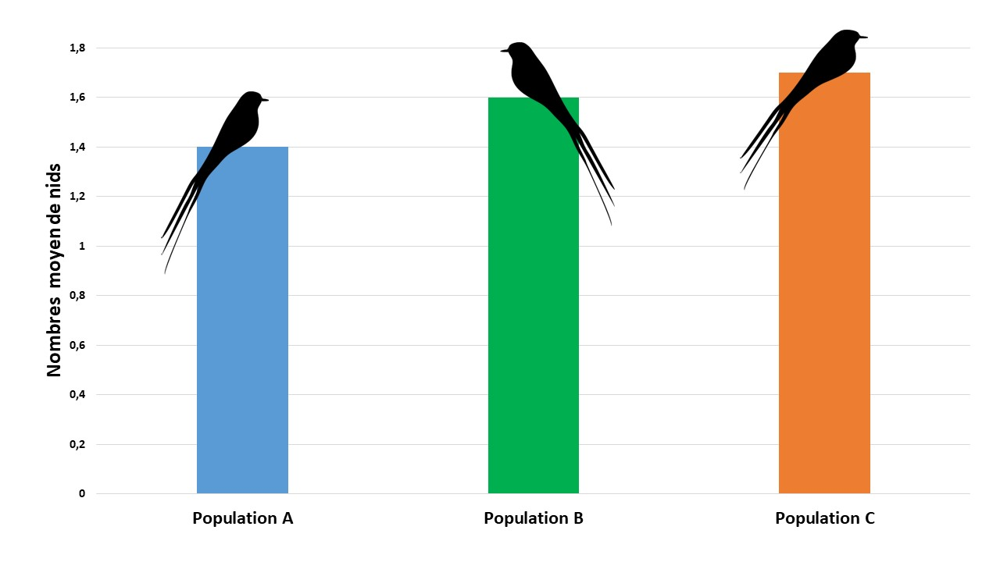 Nombres moyen de nids
1,8
1,6
1,4
1,2
1
0,8
0,6
0,4
0,2
0
Population A
Population B
Population C